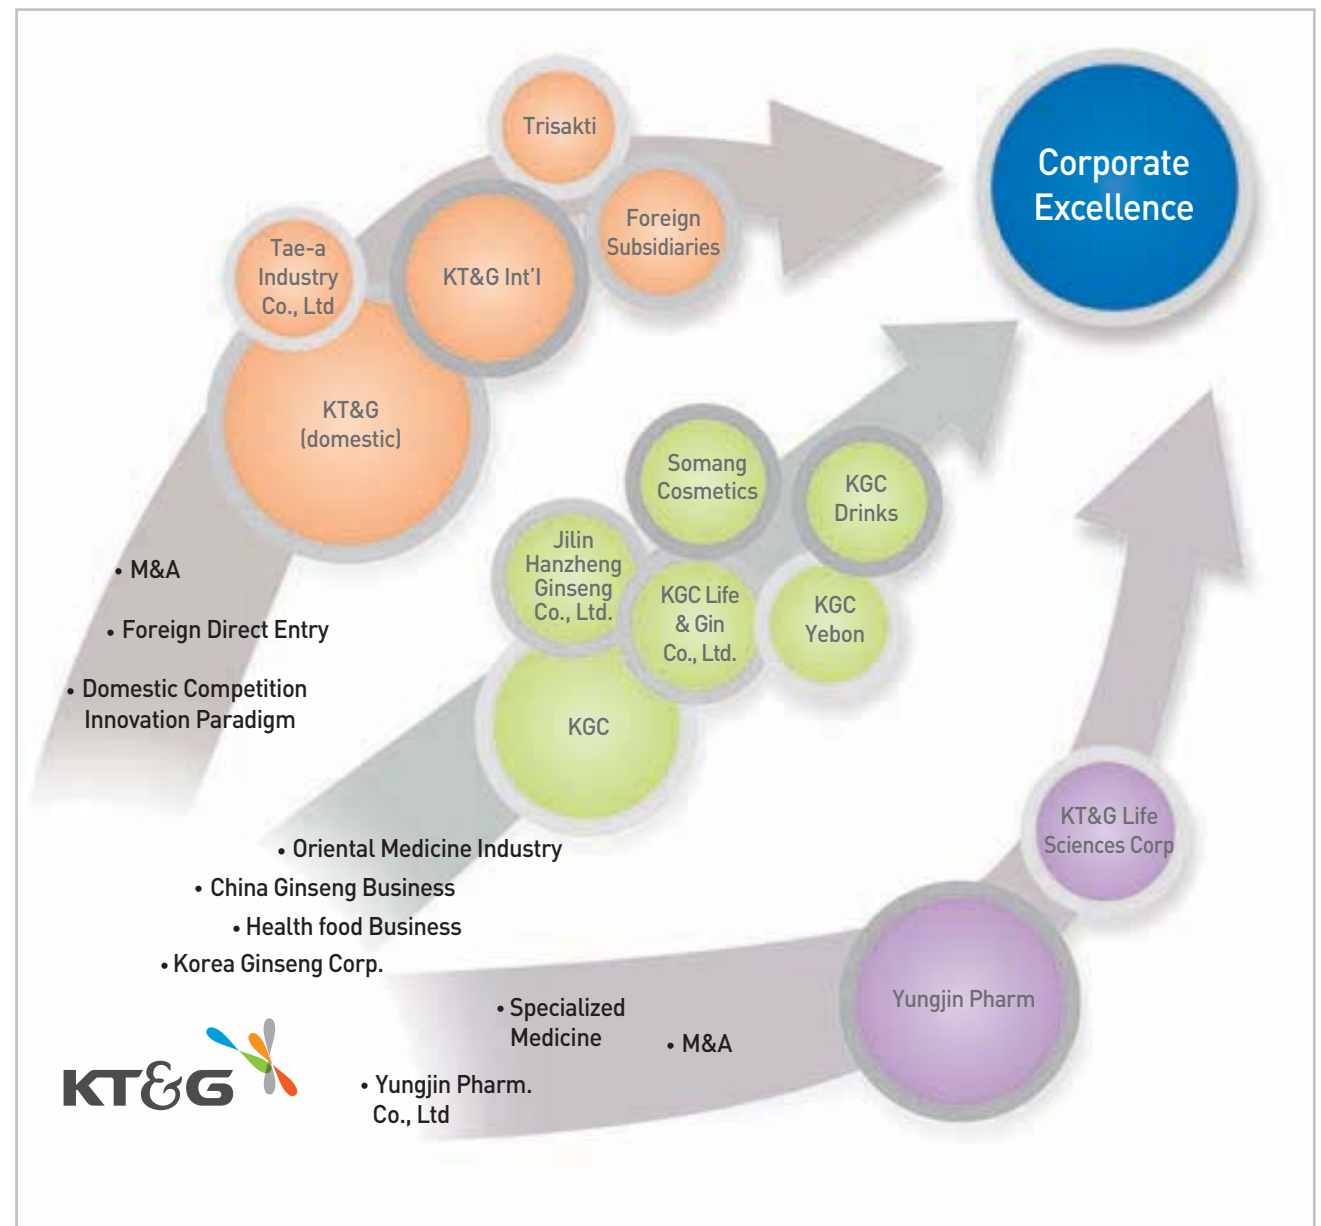 Trisakti
Corporate
Excellence
Foreign
Subsidiaries
Tae-a
Industry
Co., Ltd
KT&G Int'l
KT&G
(domestic)
Somang
Cosmetics
KGC
Drinks
Jilin
Hanzheng
Ginseng
Co., Ltd.
KGC Life
& Gin
Co., Ltd.
KGC
Yebon
• M&A
• Foreign Direct Entry
• Domestic Competition
Innovation Paradigm
KGC
KT&G Life
Sciences Corp
• Oriental Medicine Industry
• China Ginseng Business
• Health food Business
• Korea Ginseng Corp.
Yungjin Pharm
• Specialized
Medicine
• M&A
• Yungjin Pharm.
Co., Ltd
KT&G